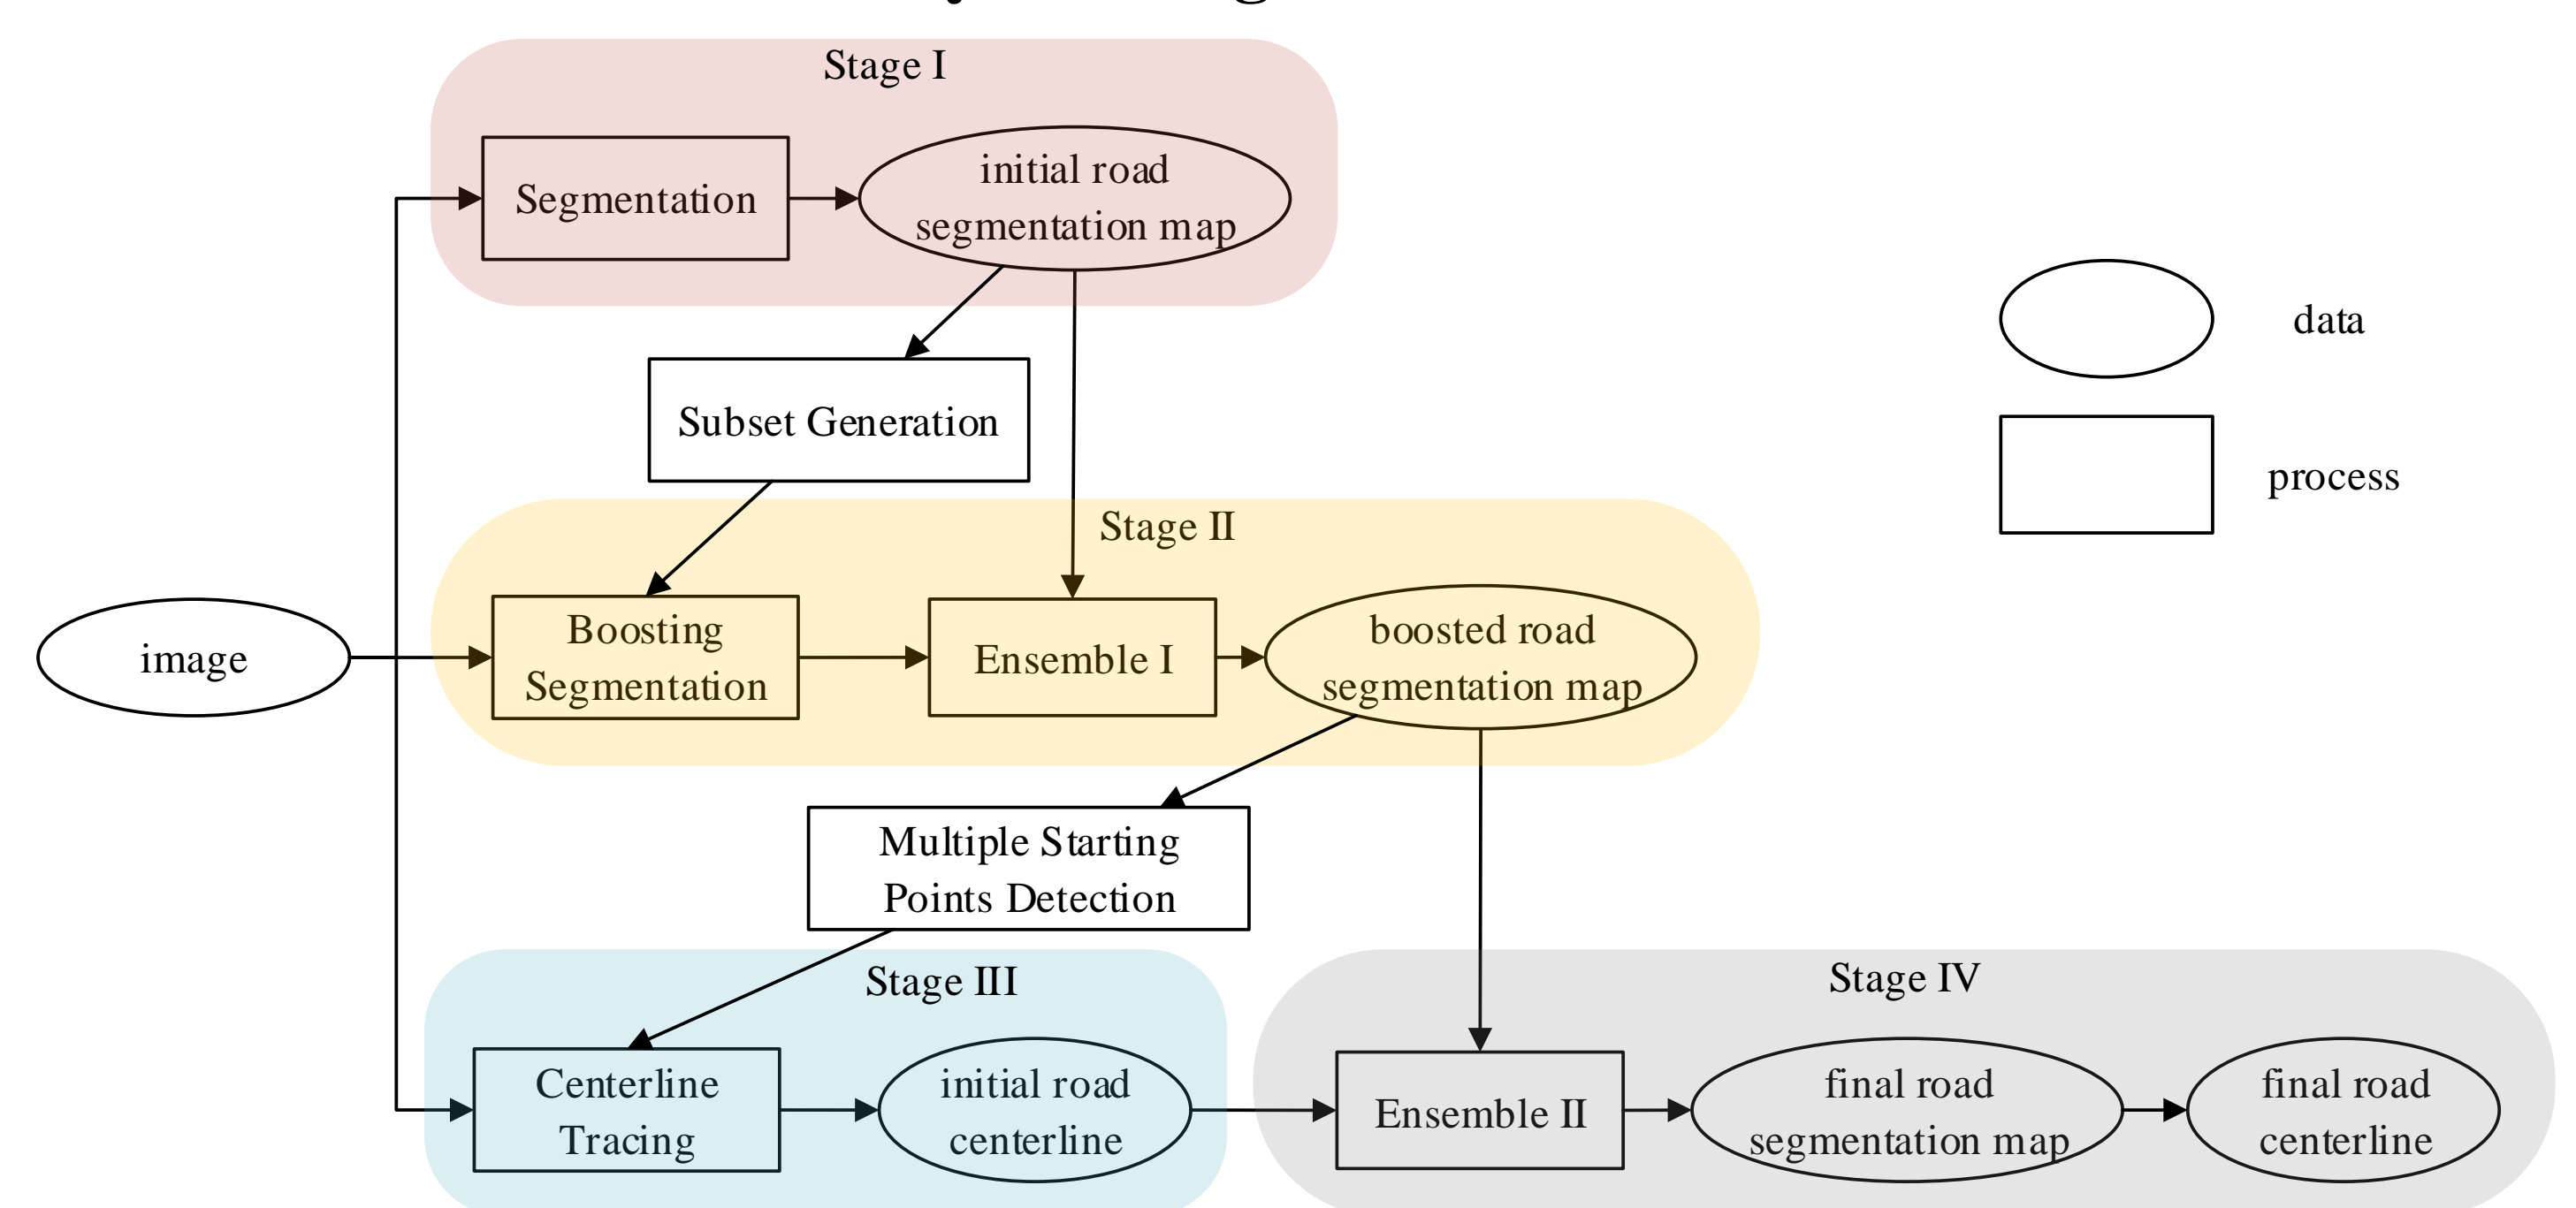 Stage I
Segmentation
initial road
segmentation map
Subset Generation
data
process
Stage II
image
Boosting
Segmentation
Ensemble I
boosted road
segmentation map
Multiple Starting
Points Detection
Stage III
Centerline
Tracing
initial road
centerline
Stage IV
Ensemble II
final road
segmentation map
final road
centerline